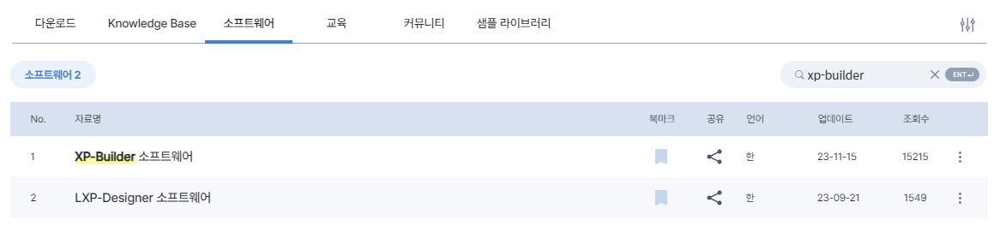 다운로드 Knowledge Base 소프트웨어 교육 커뮤니티 샘플 라이브러리
소프트웨어 2 xp-builder ENT
No. 자료명 북마크 공유 언어 업데이트 조회수
1 XP-Builder 소프트웨어 한 23-11-15 15215
2 LXP-Designer 소프트웨어 한 23-09-21 1549